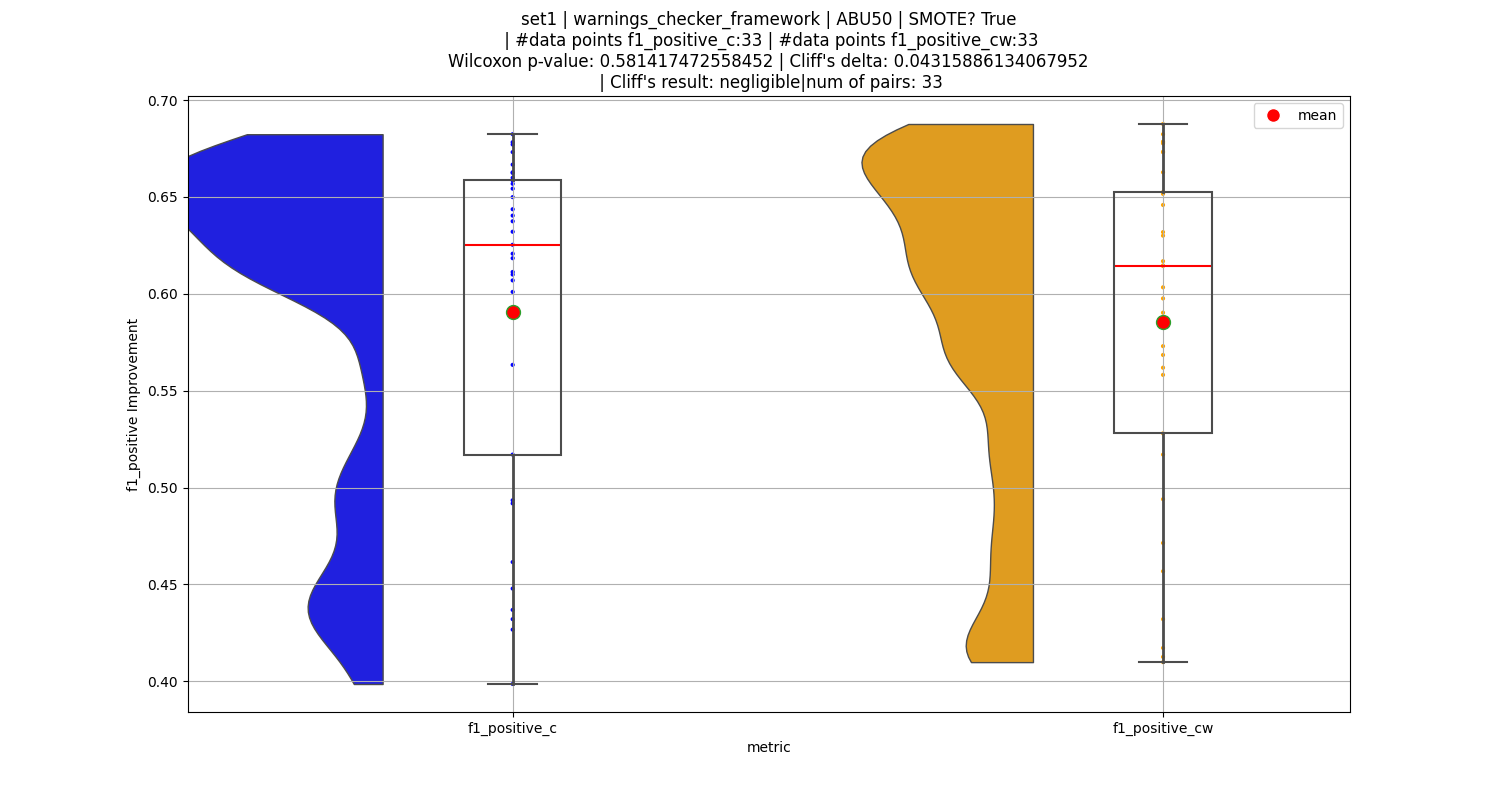 set1 | warnings_checker_framework | ABU50 | SMOTE? True
| #data points f1_positive_c:33 | #data points f1_positive_cw:33
Wilcoxon p-value: 0.581417472558452 | Cliff's delta: 0.04315886134067952
| Cliff's result: negligible|num of pairs: 33
mean
0.70
0.65
0.60
0.55
0.50
0.45
0.40
f1_positive Improvement
f1_positive_c
f1_positive_cw
metric